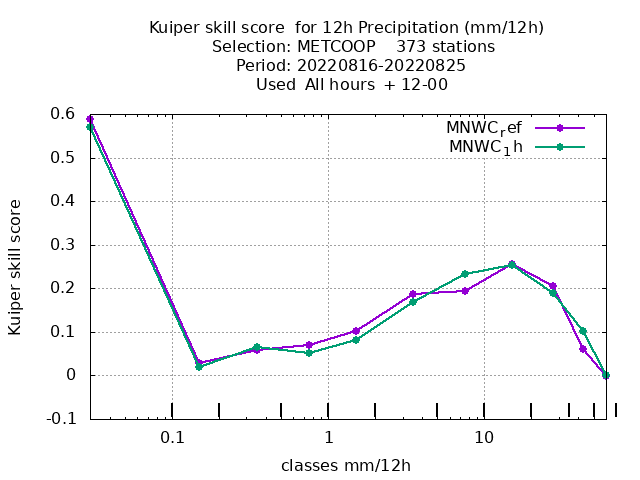 Kuiper skill score  for 12h Precipitation (mm/12h)
Selection: METCOOP    373 stations
Period: 20220816-20220825
Used  All hours  + 12-00
MNWC_ref
MNWC_1h
0.6
0.5
0.4
0.3
0.2
0.1
0
-0.1
Kuiper skill score
0.1 1 10
classes mm/12h